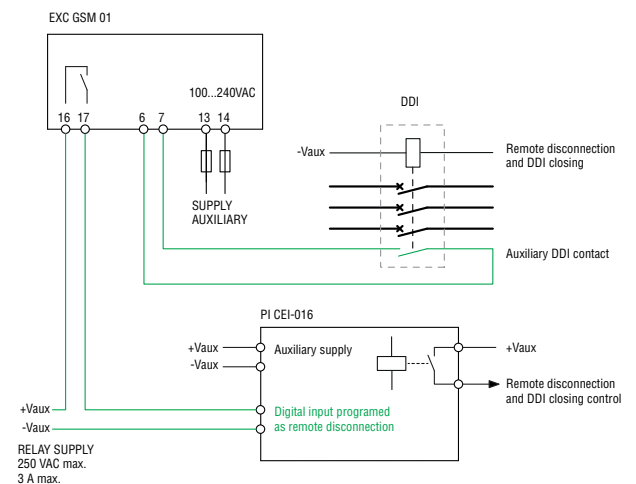 EXC GSM 01
100...240VAC
16 17 6 7 13 14
SUPPLY
AUXILIARY
DDI
-Vaux
Remote disconnection
and DDI closing
Auxiliary DDI contact
PI CEI-016
+Vaux
-Vaux
Auxiliary supply
+Vaux
Remote disconnection
and DDI closing control
Digital input programed
as remote disconnection
+Vaux
-Vaux
RELAY SUPPLY
250 VAC max.
3 A max.